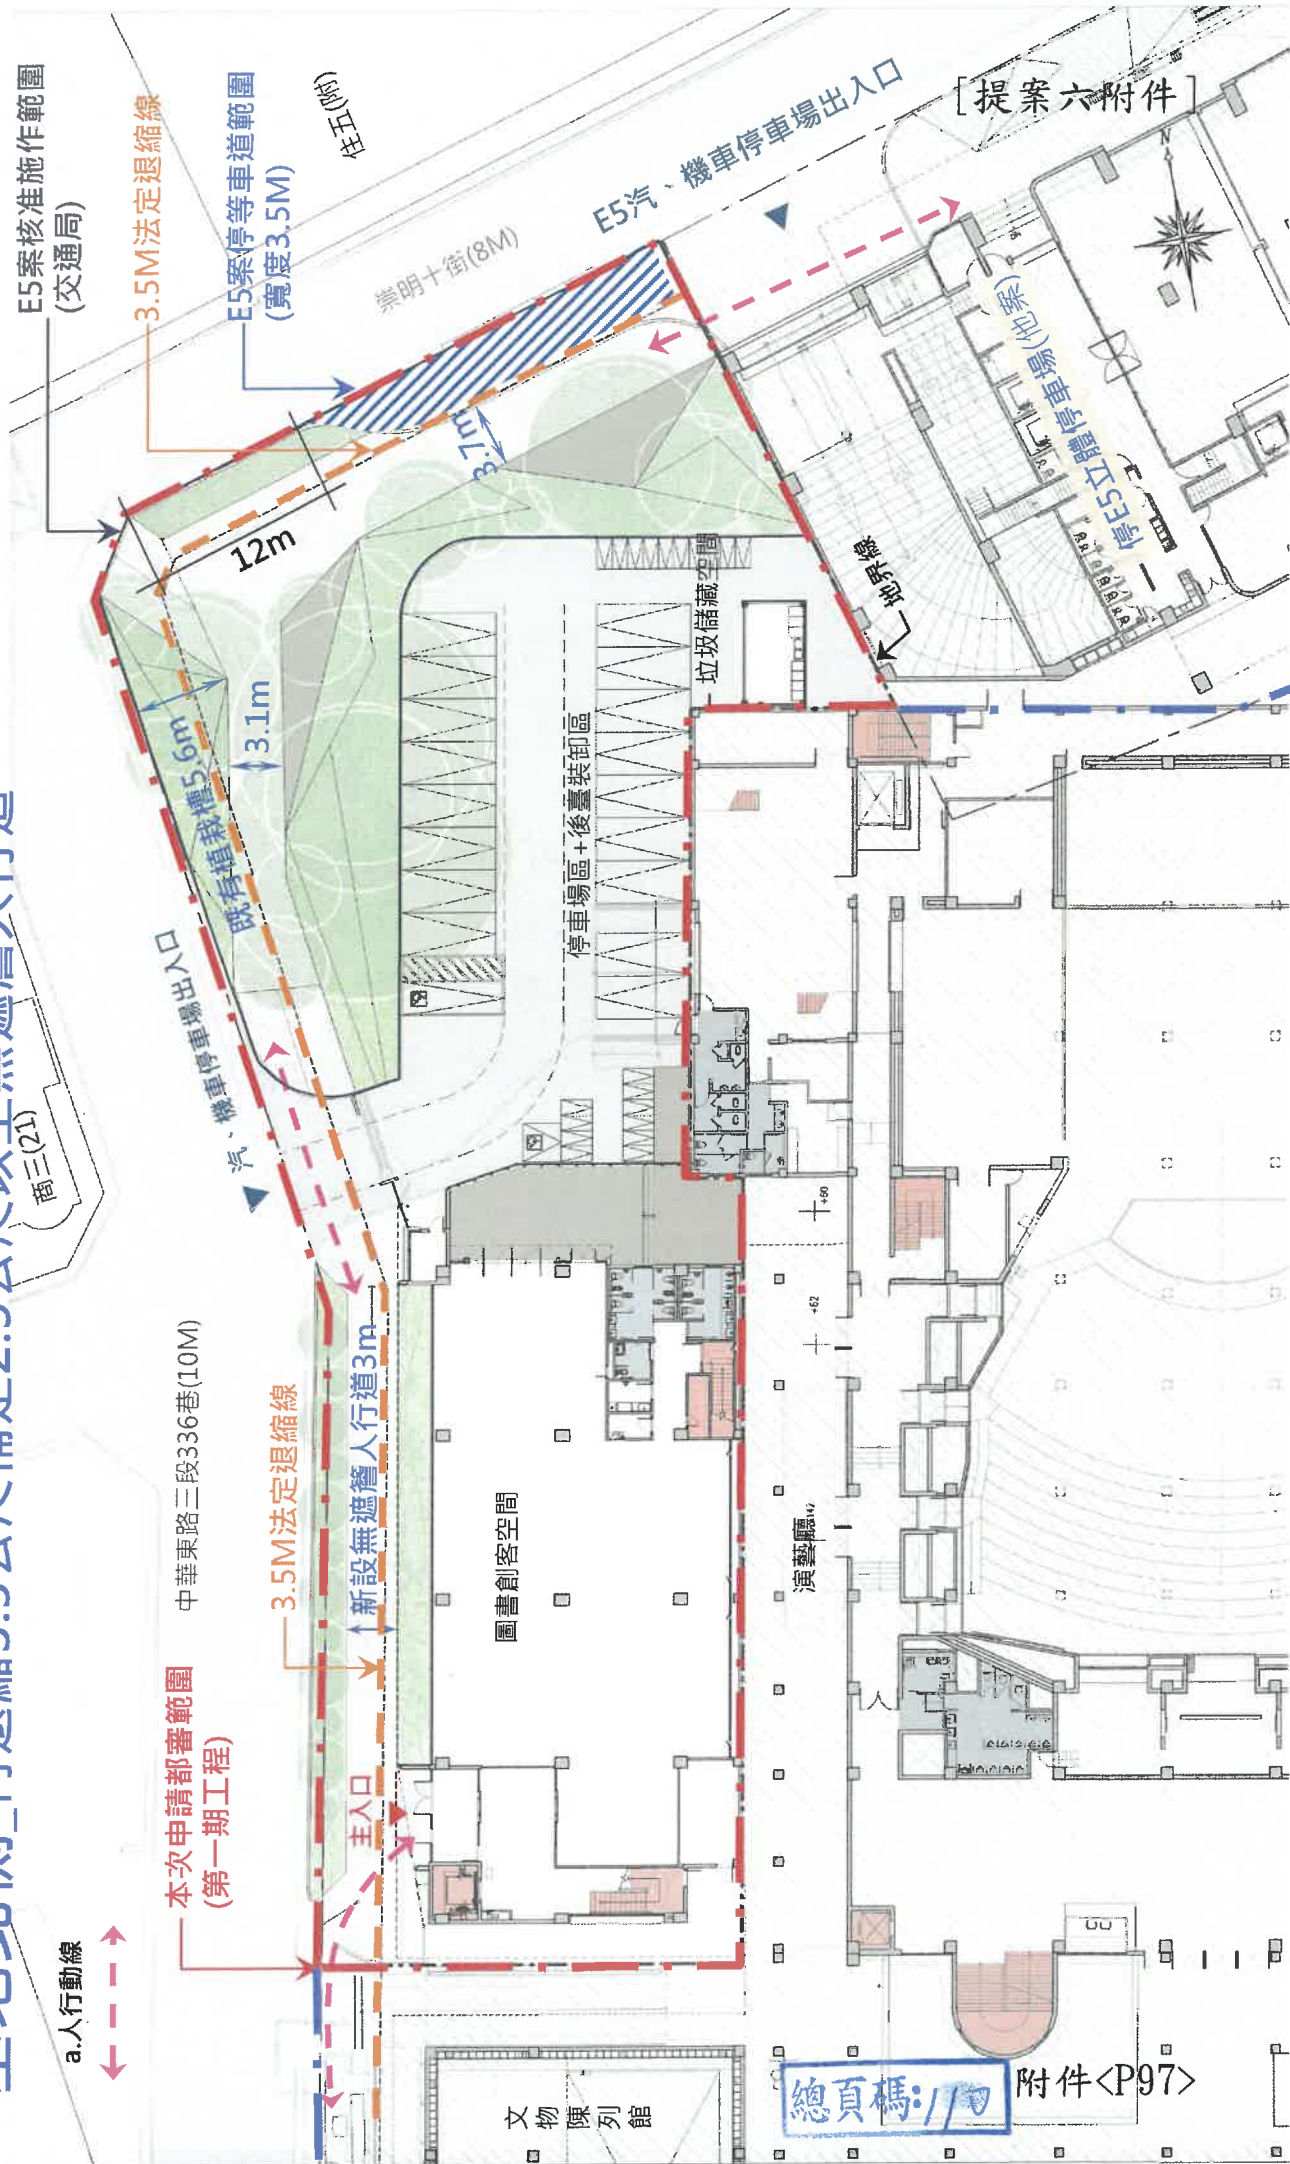 [提案六附件]
E5案核准施作範圍
(交通局)
3.5M法定退縮線
E5案停等車道範圍
(寬度3.5M)
住五(附)
崇明十街(8M)
E5汽、機車停車場出入口
N
3.7m
12m
既有植栽槽5.6m
3.1m
垃圾儲藏空間
地界線
停E5立體停車場(他案)
停車場區+後臺裝卸區
汽、機車停車場出入口
商三(21)
中華東路三段336巷(10M)
3.5M法定退縮線
新設無遮簷人行道3m
圖書創客空間
+60
+62
演藝廳
本次申請都審範圍
(第一期工程)
主入口
a.人行動線
文物陳列館
總頁碼:
附件<P97>